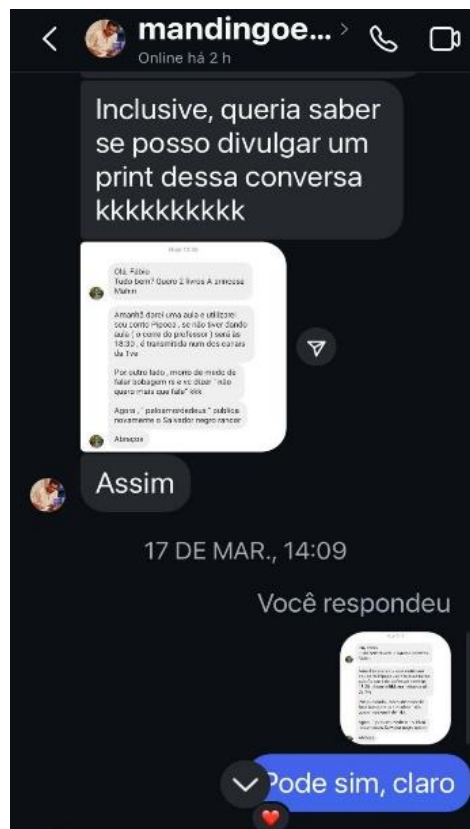 mandingoe...
Online há 2 h
Inclusive, queria saber
se posso divulgar um
print dessa conversa
kkkkkkkkkk
Olá, Fábio
Tudo bem? Quero 2 livros A princesa
Mahin
Amanhã darei uma aula e utilizarei
seu conto Pipoca , se não tiver dando
aula ( o corre do professor ) será às
18:30 , é transmitida num dos canais
da Tve
Por outro lado , morro de medo de
falar bobagem rs e vc dizer " não
quero mais que fale" kkk
Agora , " peloamordedeus " publica
novamente o Salvador negro rancor
Abraços
Assim
17 DE MAR., 14:09
Você respondeu
Pode sim, claro